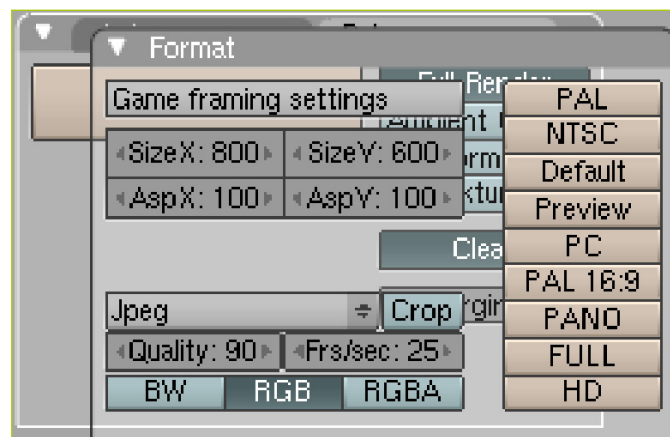 Format
Game framing settings
PAL
NTSC
SizeX: 800 SizeY: 600
Default
AspX: 100 AspY: 100
Preview
Clea
PC
PAL 16:9
Jpeg Crop
PANO
Quality: 90 Frs/sec: 25
FULL
BW RGB RGBA
HD